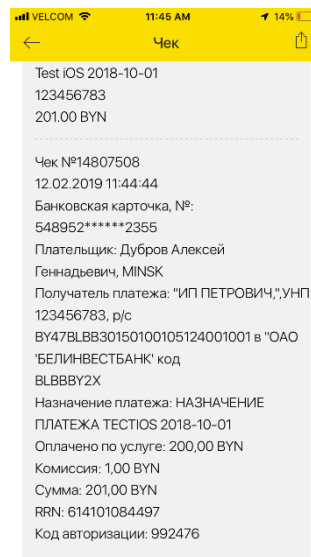 VELCOM 11:45 AM 14%
Чек
Test iOS 2018-10-01
123456783
201.00 BYN
Чек №14807508
12.02.2019 11:44:44
Банковская карточка, №:
548952******2355
Плательщик: Дубров Алексей
Геннадьевич, MINSK
Получатель платежа: "ИП ПЕТРОВИЧ,",УНП
123456783, р/с
BY47BLBB30150100105124001001 в "ОАО
'БЕЛИНВЕСТБАНК' код
BLBBBY2X
Назначение платежа: НАЗНАЧЕНИЕ
ПЛАТЕЖА ТЕСТIOS 2018-10-01
Оплачено по услуге: 200,00 BYN
Комиссия: 1,00 BYN
Сумма: 201,00 BYN
RRN: 614101084497
Код авторизации: 992476